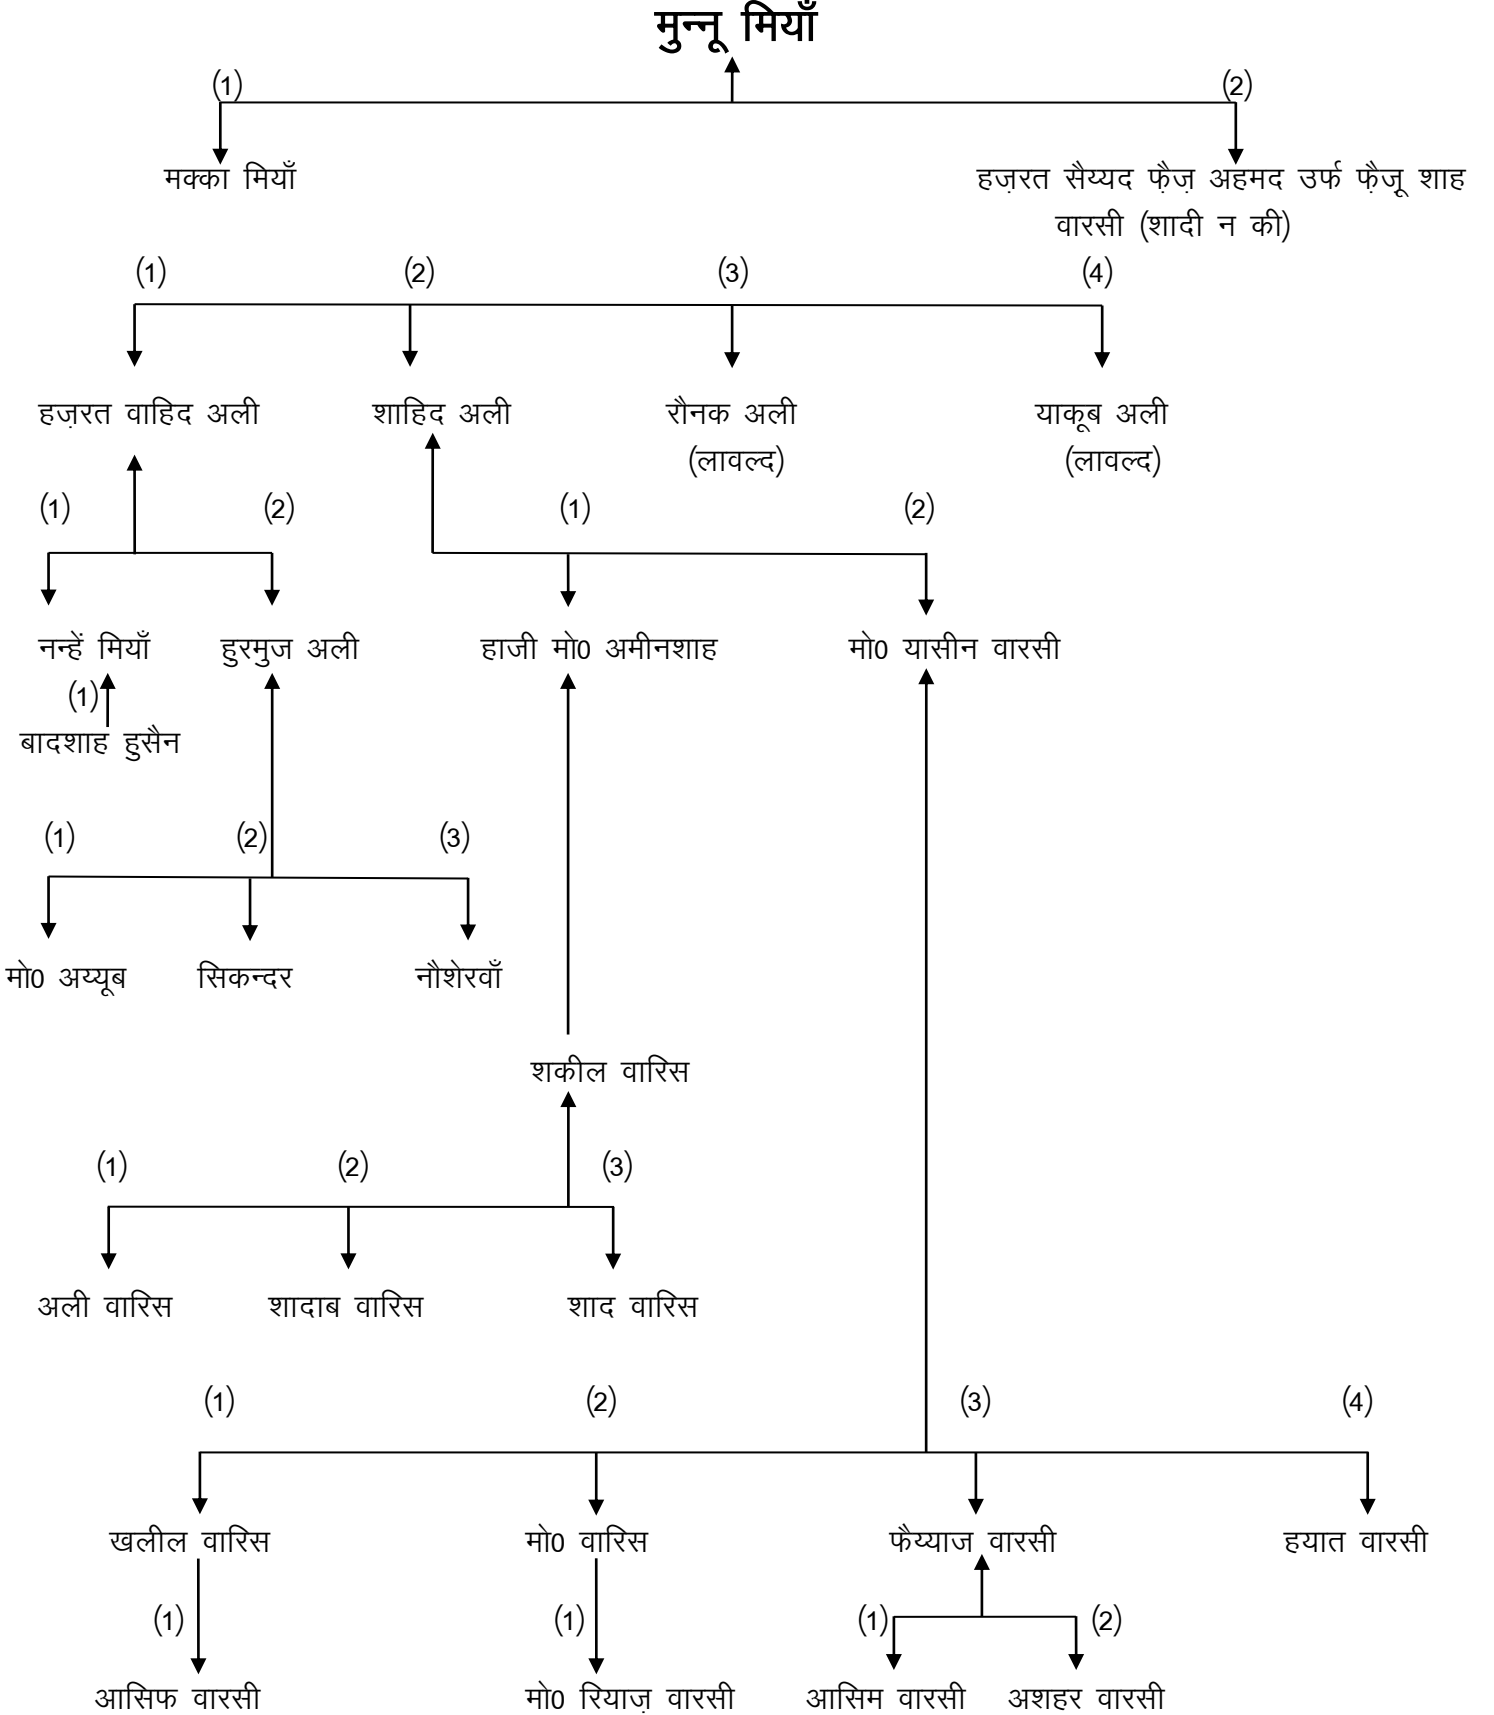 मुन्नू मियाँ
(1) (2)
मक्का मियाँ हज़रत सैय्यद फ़ैज़ अहमद उर्फ फ़ैज़ू शाह
वारसी (शादी न की)
(1) (2) (3) (4)
हज़रत वाहिद अली शाहिद अली रौनक अली याकूब अली
(लावल्द) (लावल्द)
(1) (2) (1) (2)
नन्हें मियाँ हुरमुज अली हाजी मो0 अमीनशाह मो0 यासीन वारसी
(1)
बादशाह हुसैन
(1) (2) (3)
मो0 अय्यूब सिकन्दर नौशेरवाँ
शकील वारिस
(1) (2) (3)
अली वारिस शादाब वारिस शाद वारिस
(1) (2) (3) (4)
खलील वारिस मो0 वारिस फैय्याज वारसी हयात वारसी
(1) (1) (1) (2)
आसिफ वारसी मो0 रियाज़ वारसी आसिम वारसी अशहर वारसी